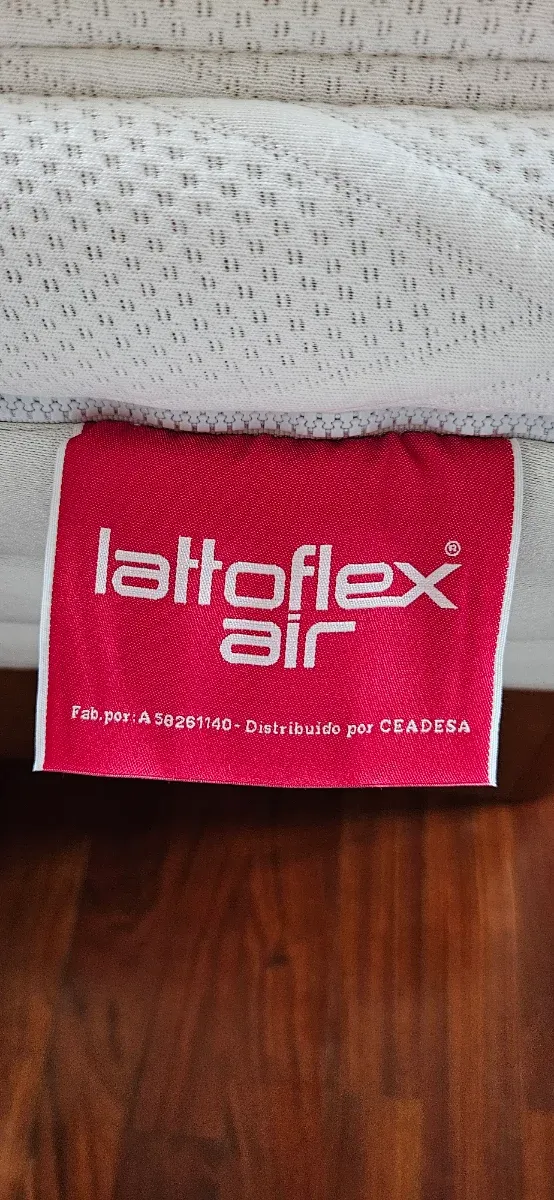 lattoflex®
air
Fab.por:A 58261140- Distribuido por CEADESA